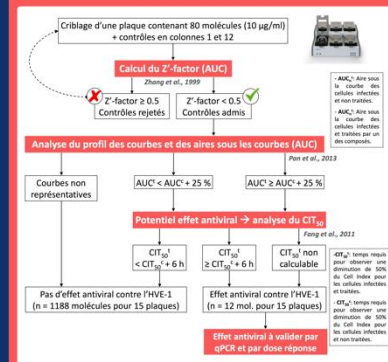 Criblage d'une plaque contenant 80 molécules (10 µg/ml)
+ contrôles en colonnes 1 et 12
Calcul du Z'-factor (AUC)
Zhang et al., 1999
Z'-factor ≥ 0.5
Contrôles rejetés
Z'-factor < 0.5
Contrôles admis
- AUCᵢᶜ: Aire sous
la courbe des
cellules infectées
et non traitées.
- AUCᵢᵗ: Aire sous
la courbe des
cellules infectées
et traitées par un
des composés.
Analyse du profil des courbes et des aires sous les courbes (AUC)
Pan et al., 2013
Courbes non
représentatives
AUCᵗ < AUCᶜ + 25 %
AUCᵗ ≥ AUCᶜ + 25 %
Potentiel effet antiviral → analyse du CIT₅₀
Fang et al., 2011
CIT₅₀ᵗ
< CIT₅₀ᶜ + 6 h
CIT₅₀ᵗ
≥ CIT₅₀ᶜ + 6 h
CIT₅₀ᵗ non
calculable
-CIT₅₀ᵗ: temps requis
pour observer une
diminution de 50%
du Cell Index pour
les cellules infectées
et traitées.
- CIT₅₀ᶜ: temps requis
pour observer une
diminution de 50%
du Cell Index pour
les cellules infectées
et non traitées.
Pas d'effet antiviral contre l'HVE-1
(n = 1188 molécules pour 15 plaques)
Effet antiviral contre l'HVE-1
(n = 12 mol. pour 15 plaques)
Effet antiviral à valider par
qPCR et par dose réponse